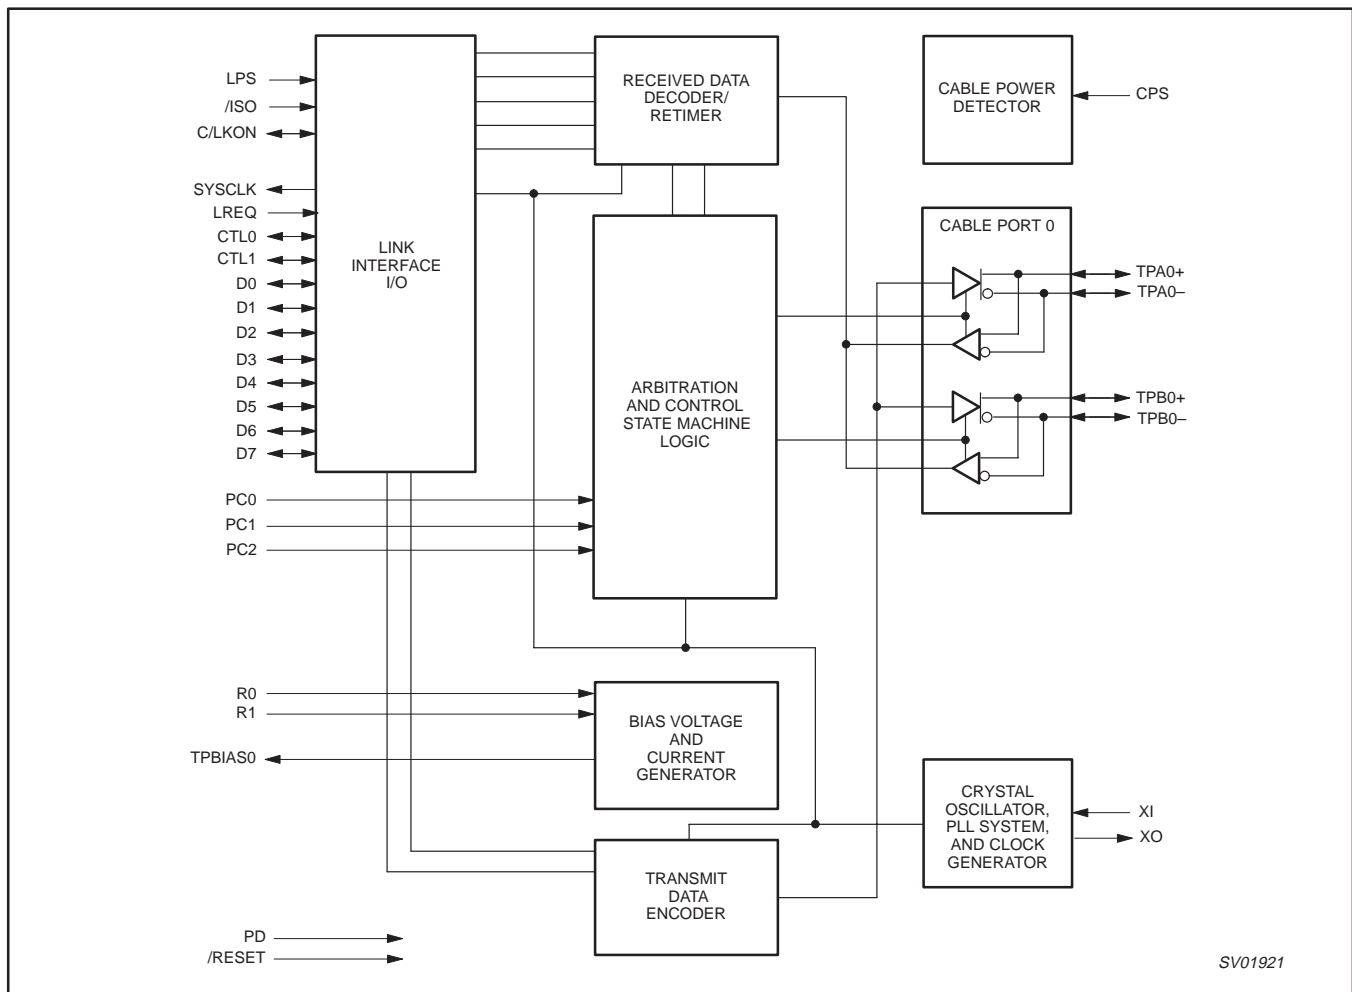 LPS
/ISO
C/LKON
SYSCLK
LREQ
CTL0
CTL1
D0
D1
D2
D3
D4
D5
D6
D7
PC0
PC1
PC2
R0
R1
TPBIAS0
PD
/RESET
LINK
INTERFACE
I/O
RECEIVED DATA
DECODER/
RETIMER
ARBITRATION
AND CONTROL
STATE MACHINE
LOGIC
BIAS VOLTAGE
AND
CURRENT
GENERATOR
TRANSMIT
DATA
ENCODER
CABLE POWER
DETECTOR
CPS
CABLE PORT 0
TPA0+
TPA0–
TPB0+
TPB0–
CRYSTAL
OSCILLATOR,
PLL SYSTEM,
AND CLOCK
GENERATOR
XI
XO
SV01921